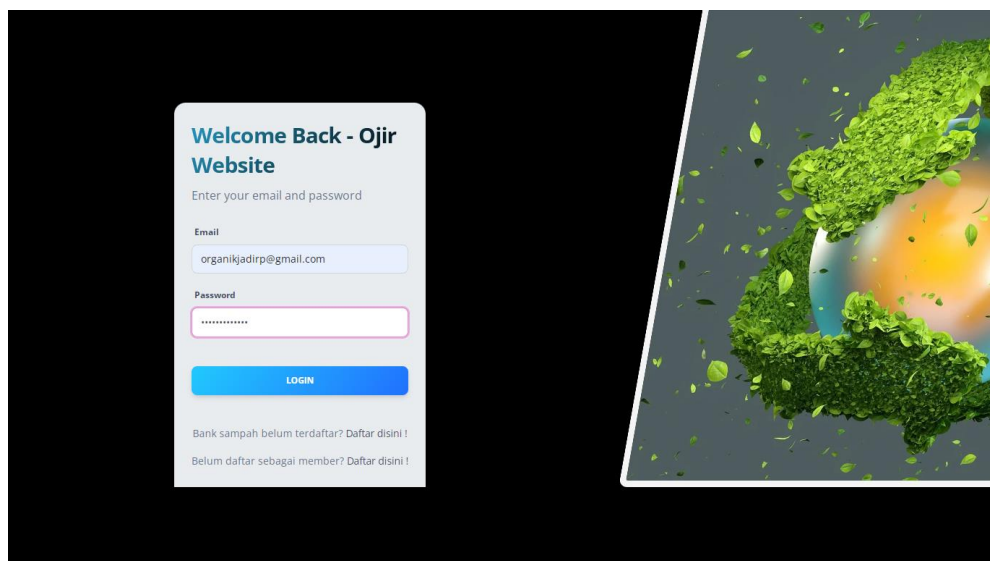 Welcome Back - Ojir
Website
Enter your email and password
Email
organikjadirp@gmail.com
Password
•••••••••••••
LOGIN
Bank sampah belum terdaftar? Daftar disini !
Belum daftar sebagai member? Daftar disini !